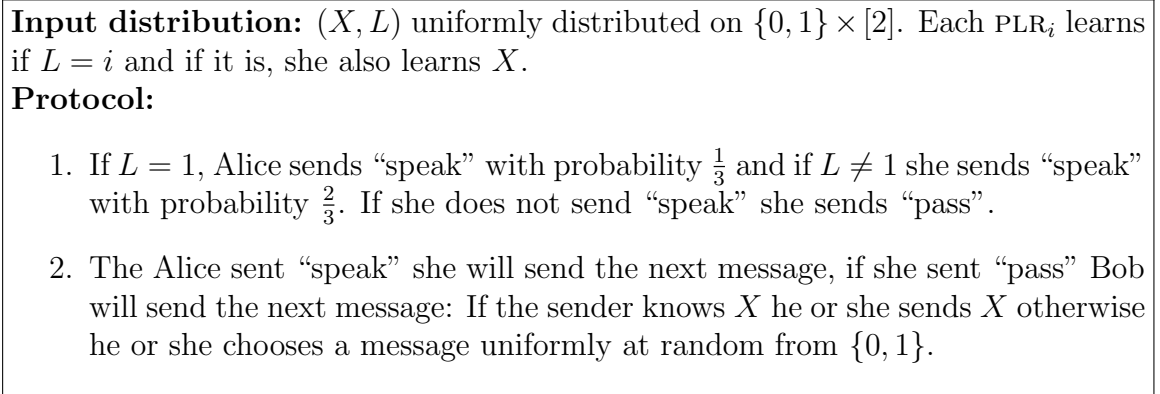 Input distribution: (X, L) uniformly distributed on {0, 1} × [2]. Each PLRᵢ learns
if L = i and if it is, she also learns X.
Protocol:
1. If L = 1, Alice sends “speak” with probability 1/3 and if L ≠ 1 she sends “speak”
with probability 2/3. If she does not send “speak” she sends “pass”.
2. The Alice sent “speak” she will send the next message, if she sent “pass” Bob
will send the next message: If the sender knows X he or she sends X otherwise
he or she chooses a message uniformly at random from {0, 1}.